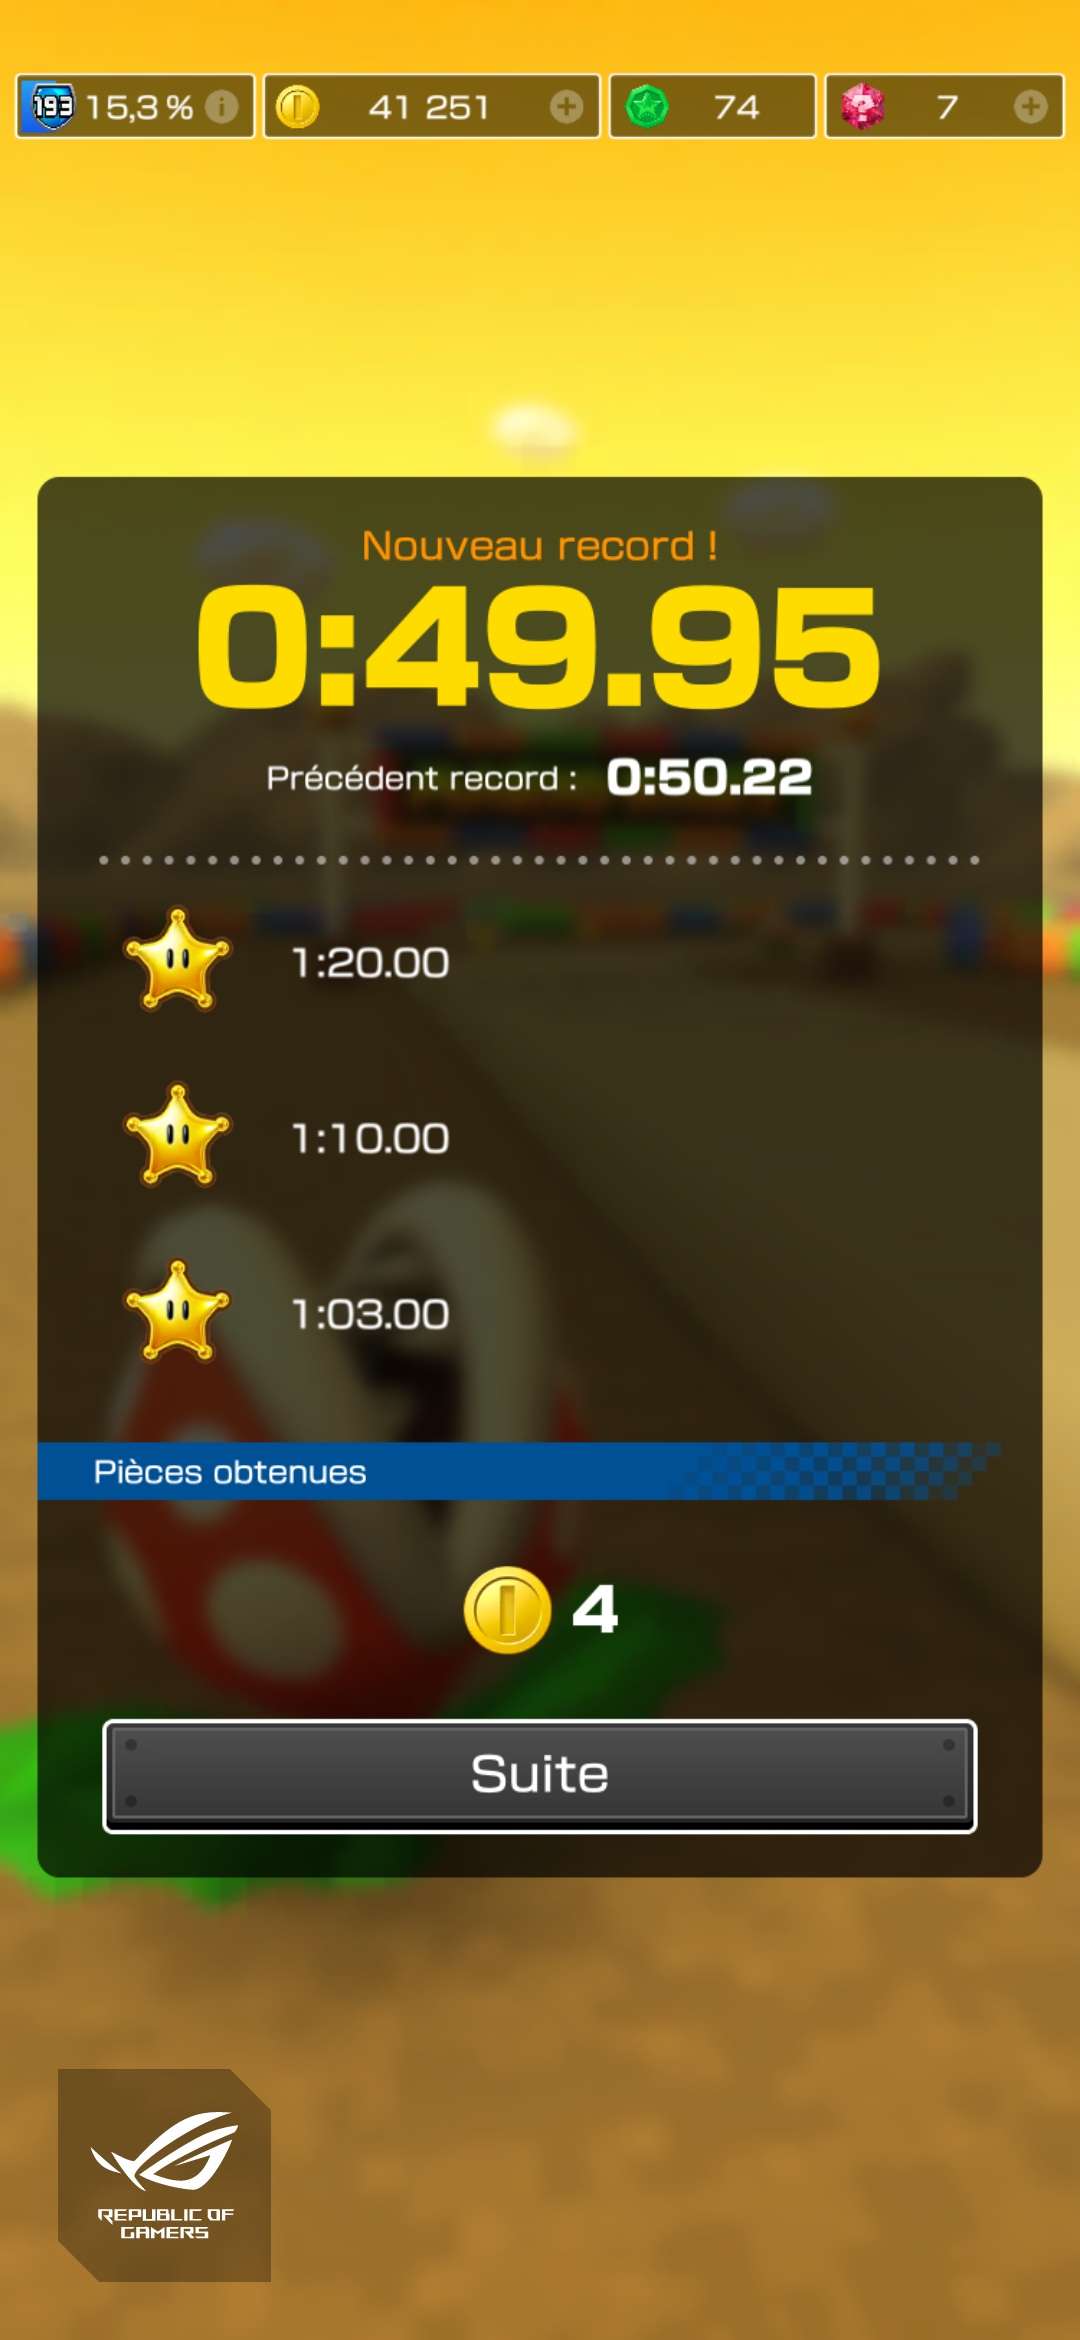 193 15,3 % 41 251 74 7
Nouveau record !
0:49.95
Précédent record : 0:50.22
1:20.00
1:10.00
1:03.00
Pièces obtenues
4
Suite
REPUBLIC OF
GAMERS